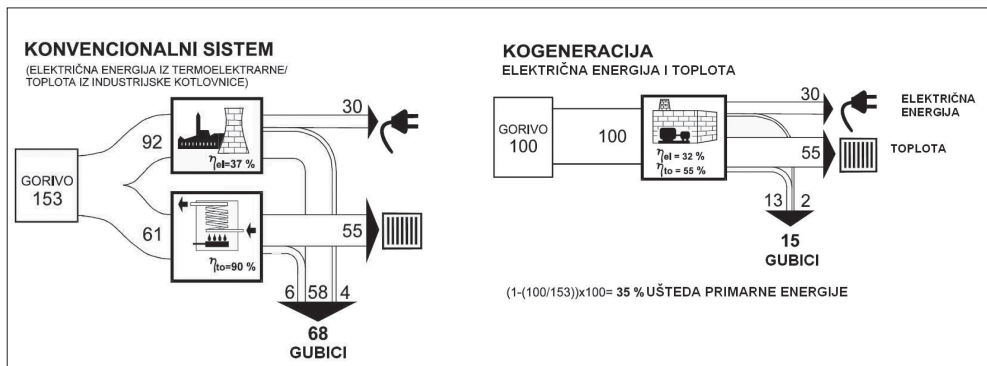 KONVENCIONALNI SISTEM
(ELEKTRIČNA ENERGIJA IZ TERMOELEKTRARNE/
TOPLOTA IZ INDUSTRIJSKE KOTLOVNICE)
GORIVO
153
92
61
ηel=37 %
ηto=90 %
30
55
6 58 4
68
GUBICI
KOGENERACIJA
ELEKTRIČNA ENERGIJA I TOPLOTA
GORIVO
100
100
ηel = 32 %
ηto = 55 %
30
ELEKTRIČNA
ENERGIJA
55
TOPLOTA
13 2
15
GUBICI
(1-(100/153))x100= 35 % UŠTEDA PRIMARNE ENERGIJE